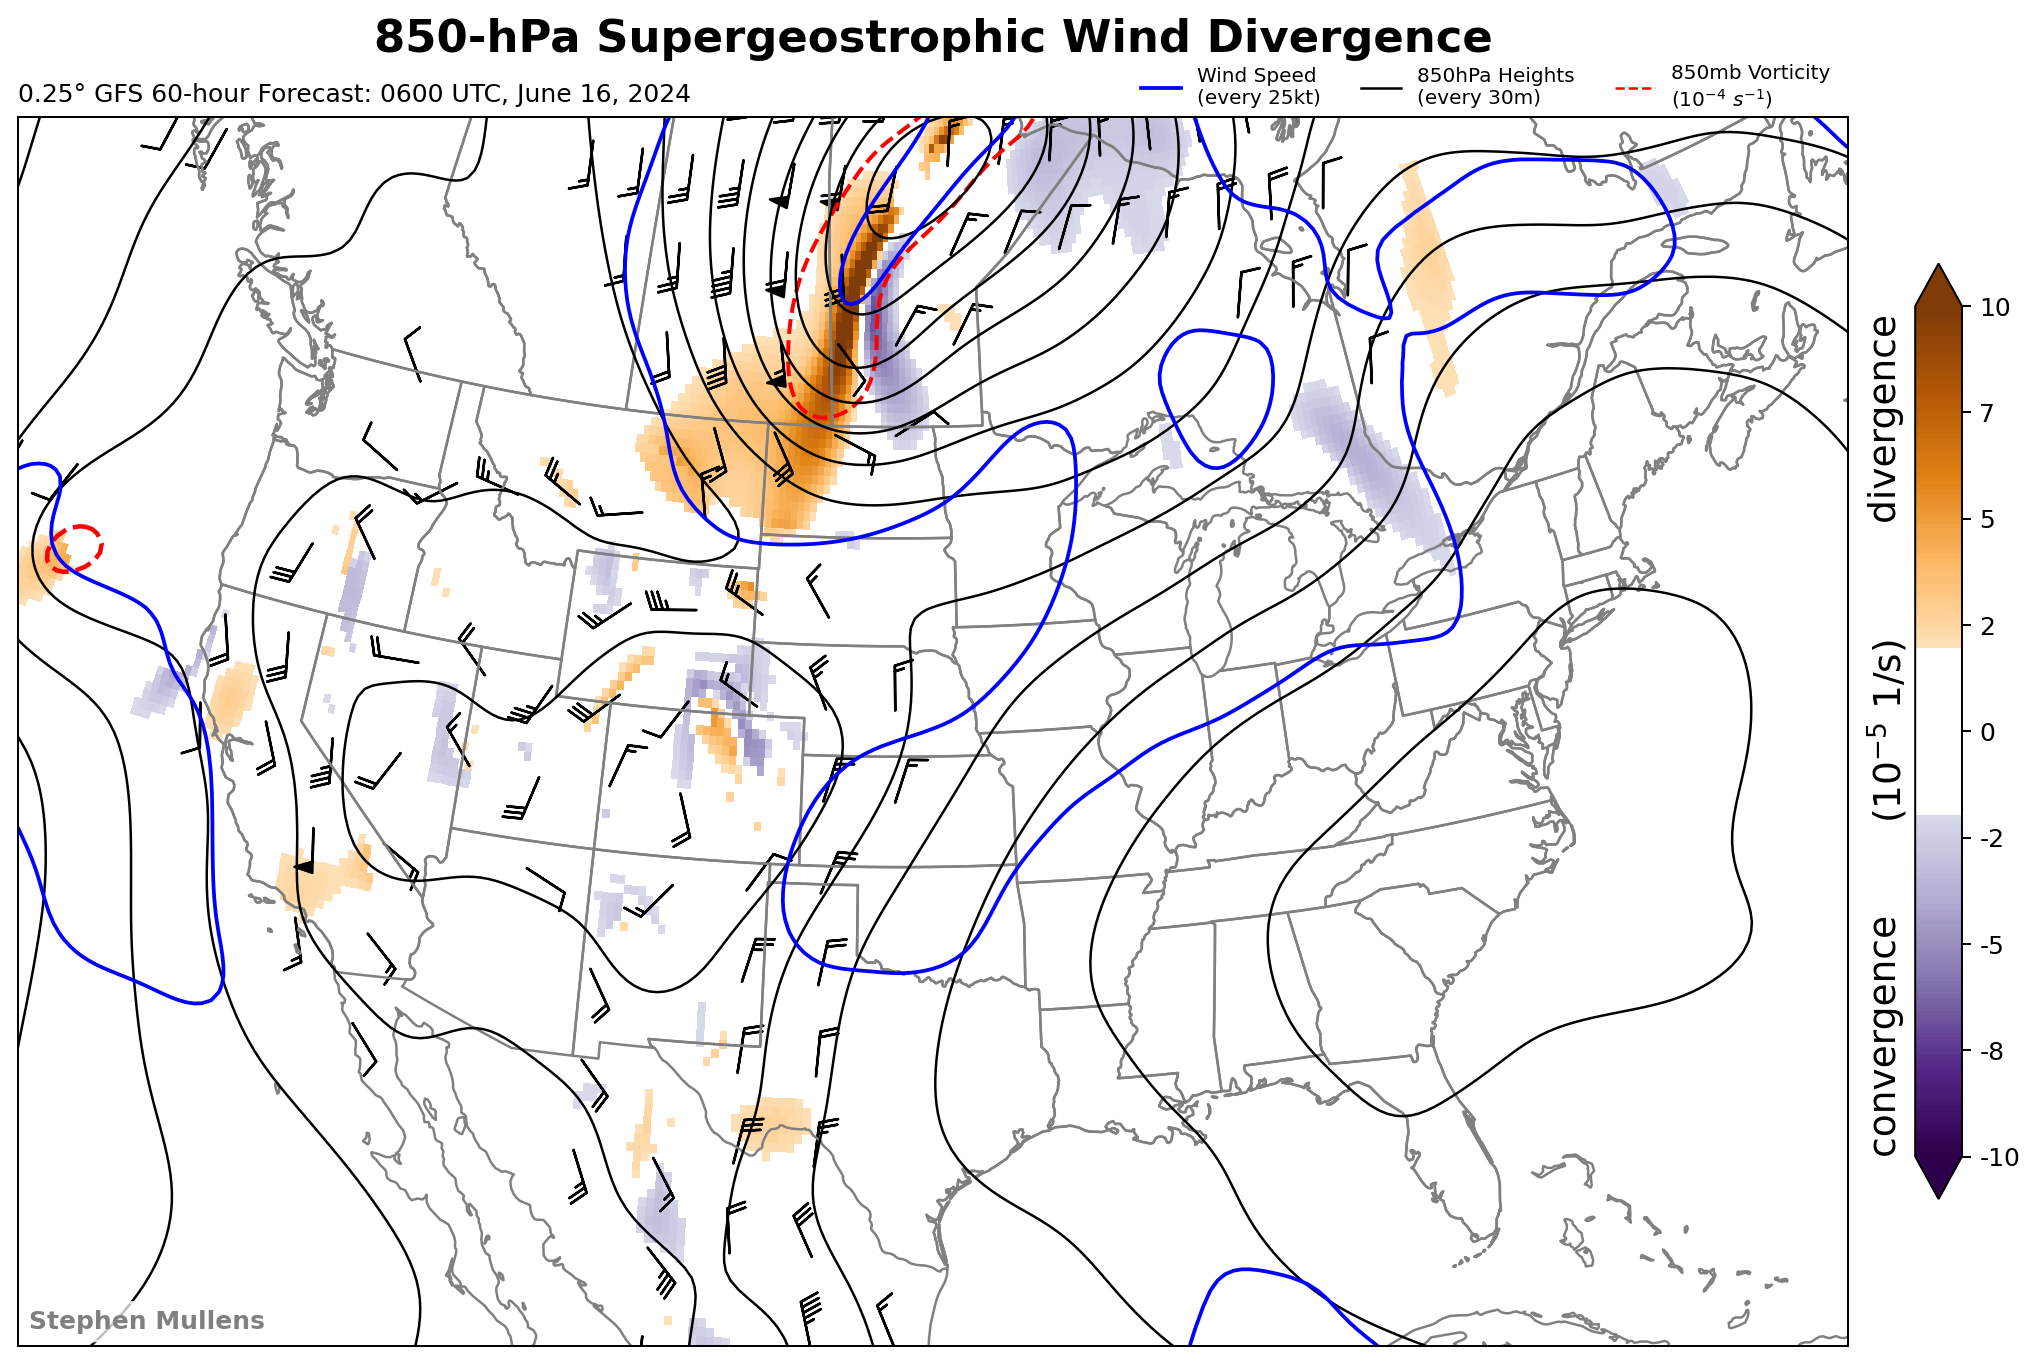 850-hPa Supergeostrophic Wind Divergence
0.25° GFS 60-hour Forecast: 0600 UTC, June 16, 2024
Wind Speed
(every 25kt)
850hPa Heights
(every 30m)
850mb Vorticity
(10⁻⁴ s⁻¹)
10
7
5
2
0
-2
-5
-8
-10
convergence (10⁻⁵ 1/s) divergence
Stephen Mullens